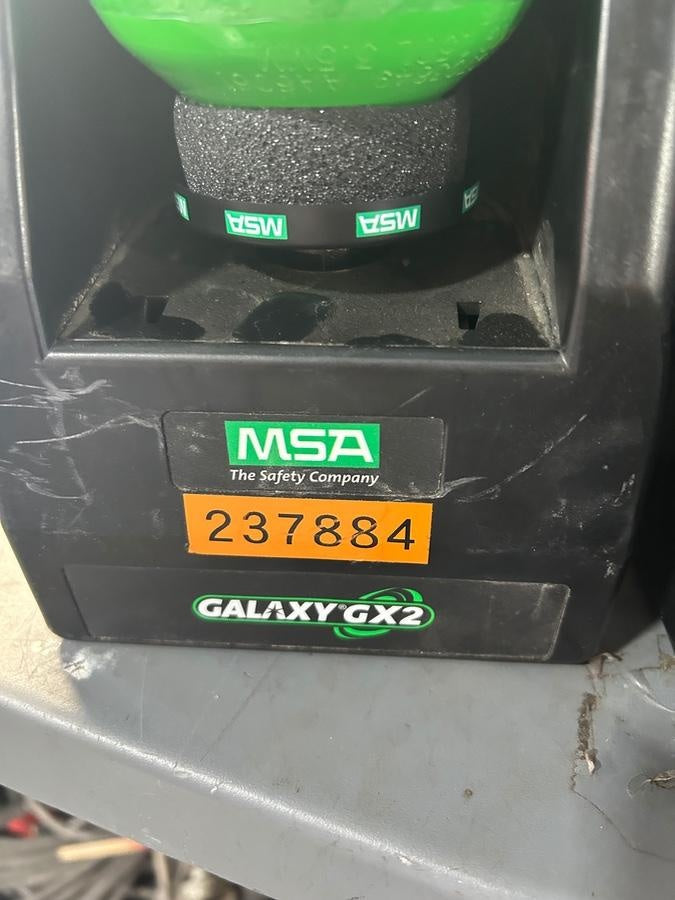 MSA MSA
MSA
The Safety Company
237884
GALAXY® GX2